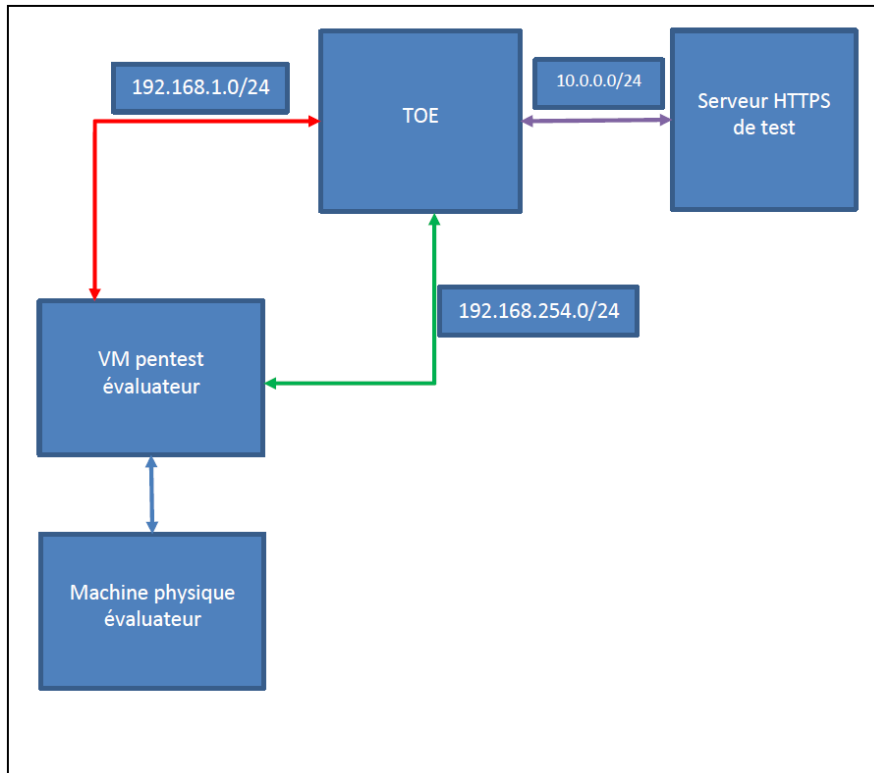 192.168.1.0/24
TOE
10.0.0.0/24
Serveur HTTPS
de test
192.168.254.0/24
VM pentest
évaluateur
Machine physique
évaluateur